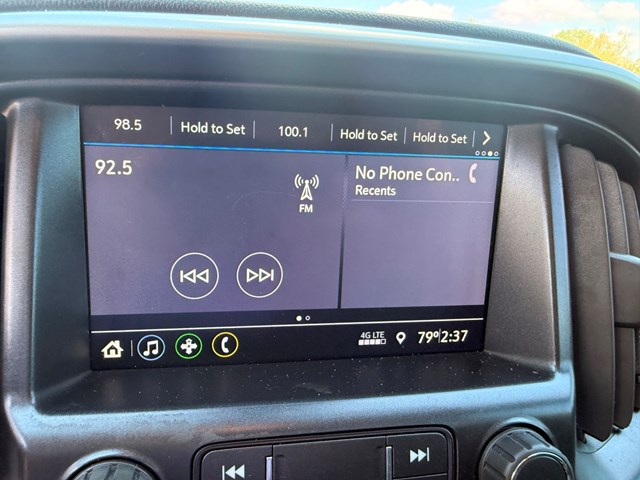 98.5 Hold to Set 100.1 Hold to Set Hold to Set
92.5
FM
No Phone Con..
Recents
4G LTE
79° 2:37